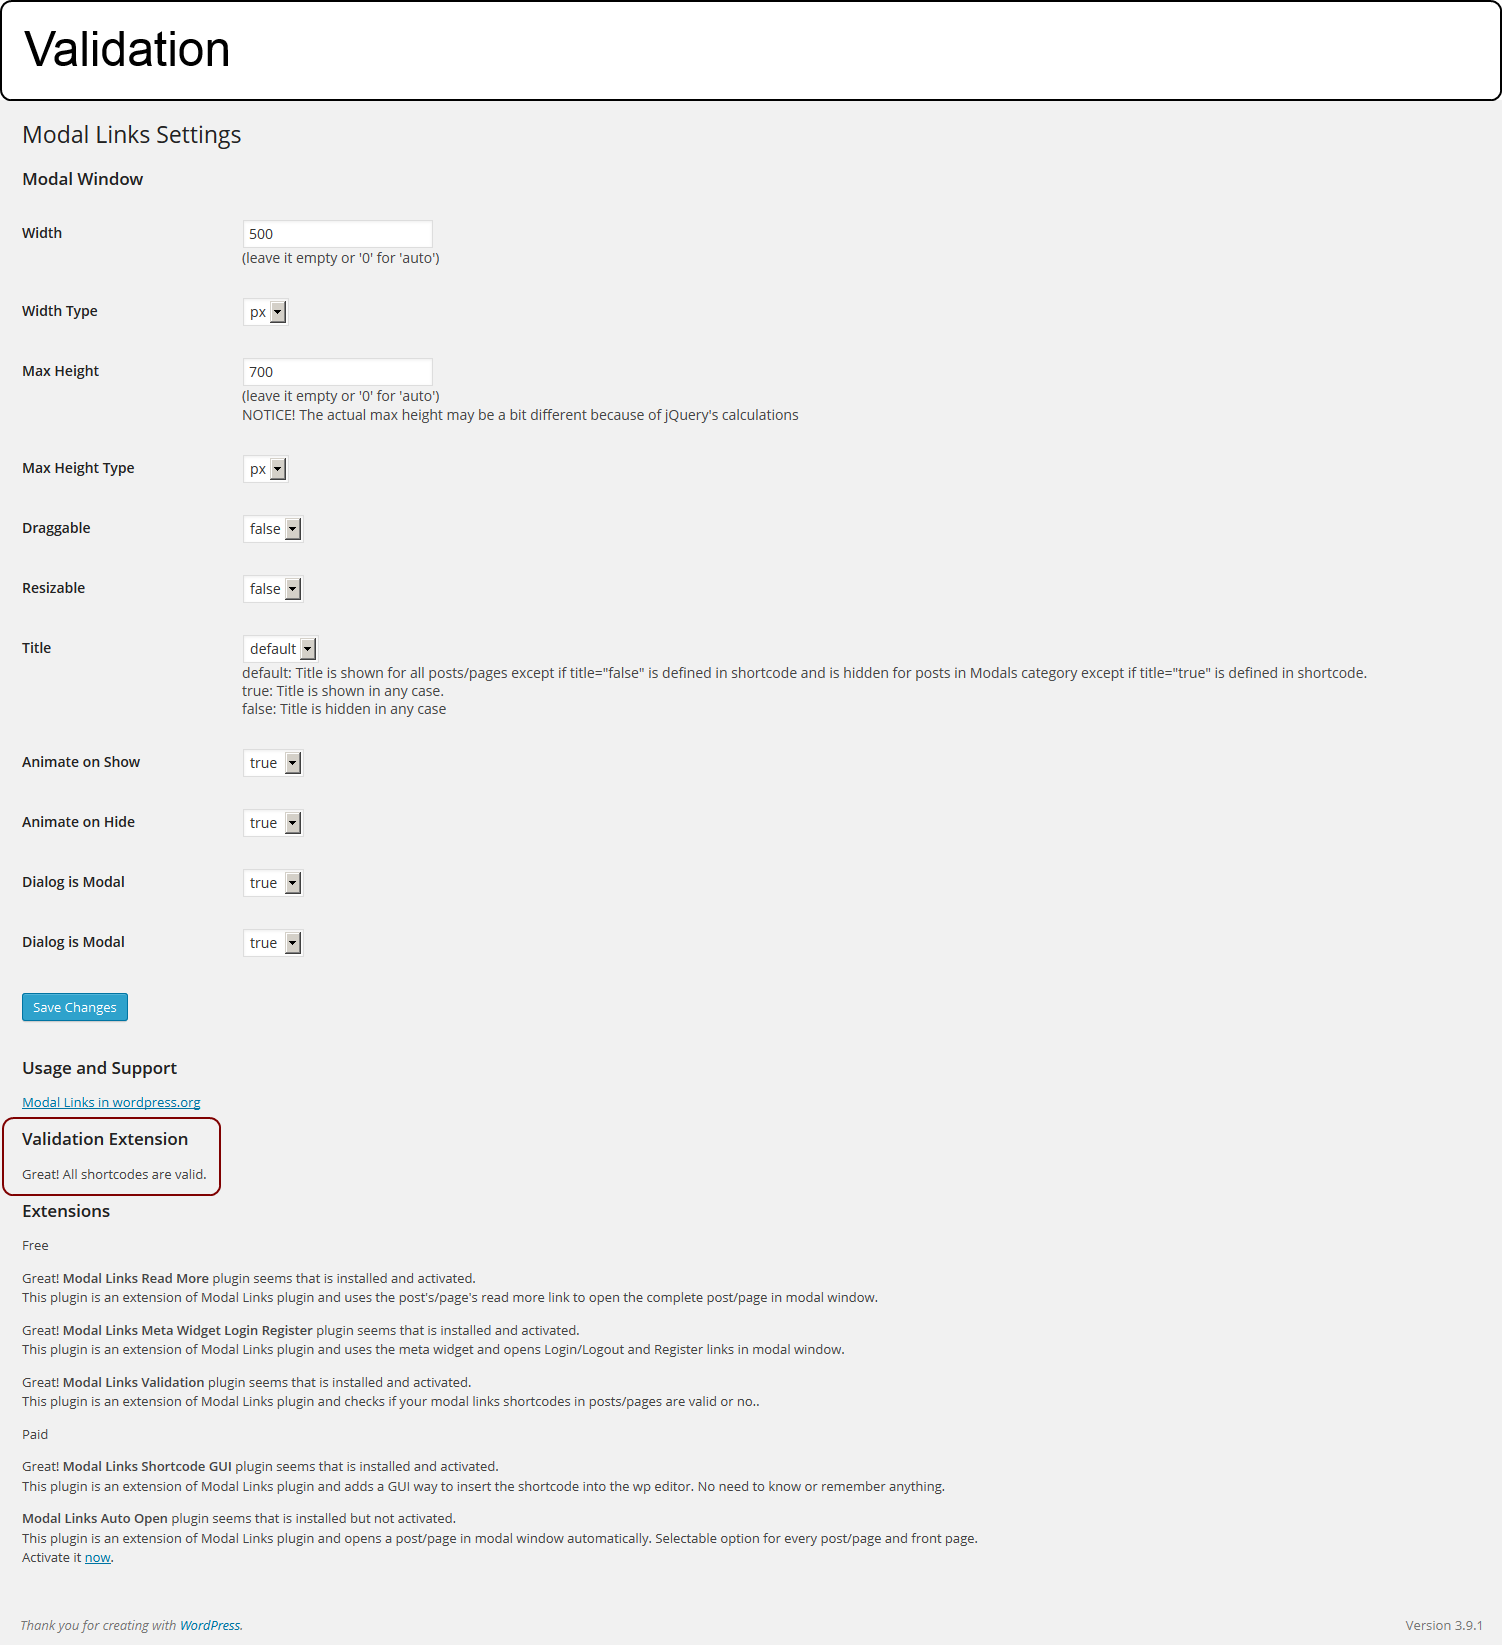 Validation
Modal Links Settings
Modal Window
Width
500
(leave it empty or '0' for 'auto')
Width Type
px
Max Height
700
(leave it empty or '0' for 'auto')
NOTICE! The actual max height may be a bit different because of jQuery's calculations
Max Height Type
px
Draggable
false
Resizable
false
Title
default
default: Title is shown for all posts/pages except if title="false" is defined in shortcode and is hidden for posts in Modals category except if title="true" is defined in shortcode.
true: Title is shown in any case.
false: Title is hidden in any case
Animate on Show
true
Animate on Hide
true
Dialog is Modal
true
Dialog is Modal
true
Save Changes
Usage and Support
Modal Links in wordpress.org
Validation Extension
Great! All shortcodes are valid.
Extensions
Free
Great! Modal Links Read More plugin seems that is installed and activated.
This plugin is an extension of Modal Links plugin and uses the post's/page's read more link to open the complete post/page in modal window.
Great! Modal Links Meta Widget Login Register plugin seems that is installed and activated.
This plugin is an extension of Modal Links plugin and uses the meta widget and opens Login/Logout and Register links in modal window.
Great! Modal Links Validation plugin seems that is installed and activated.
This plugin is an extension of Modal Links plugin and checks if your modal links shortcodes in posts/pages are valid or no..
Paid
Great! Modal Links Shortcode GUI plugin seems that is installed and activated.
This plugin is an extension of Modal Links plugin and adds a GUI way to insert the shortcode into the wp editor. No need to know or remember anything.
Modal Links Auto Open plugin seems that is installed but not activated.
This plugin is an extension of Modal Links plugin and opens a post/page in modal window automatically. Selectable option for every post/page and front page.
Activate it now.
Thank you for creating with WordPress.
Version 3.9.1